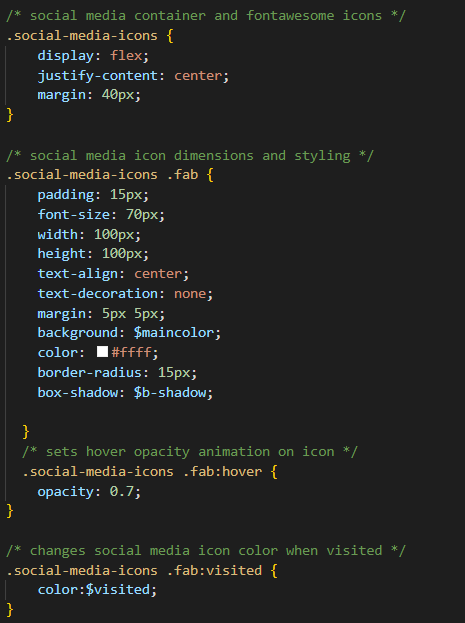 /* social media container and fontawesome icons */
.social-media-icons {
    display: flex;
    justify-content: center;
    margin: 40px;
}

/* social media icon dimensions and styling */
.social-media-icons .fab {
    padding: 15px;
    font-size: 70px;
    width: 100px;
    height: 100px;
    text-align: center;
    text-decoration: none;
    margin: 5px 5px;
    background: $maincolor;
    color: #ffff;
    border-radius: 15px;
    box-shadow: $b-shadow;

  }
  /* sets hover opacity animation on icon */
  .social-media-icons .fab:hover {
    opacity: 0.7;
}

/* changes social media icon color when visited */
.social-media-icons .fab:visited {
    color:$visited;
}